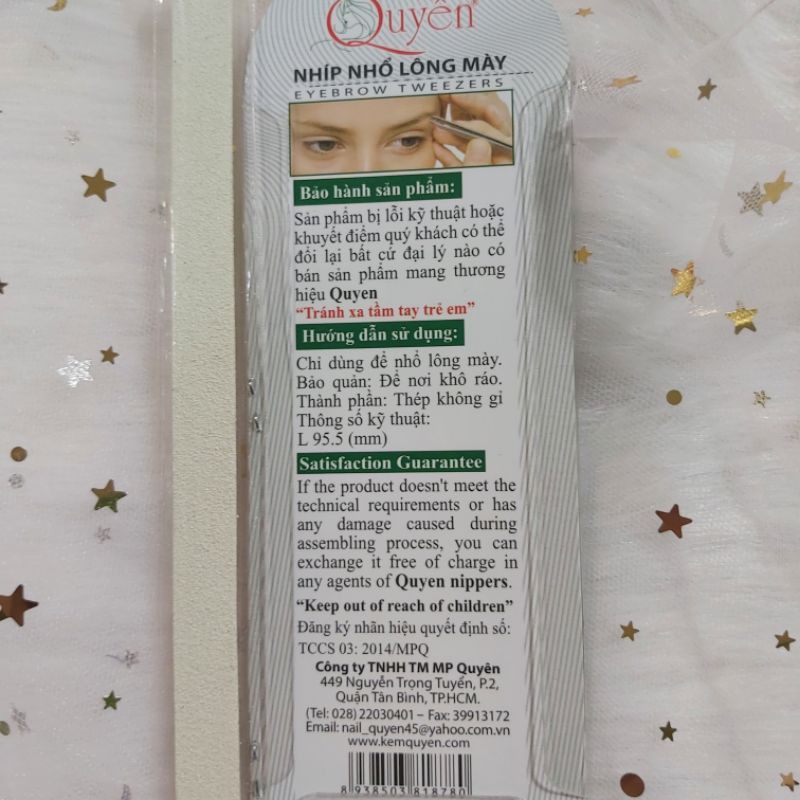 Quyên
NHÍP NHỔ LÔNG MÀY
EYEBROW TWEEZERS
Bảo hành sản phẩm:
Sản phẩm bị lỗi kỹ thuật hoặc
khuyết điểm quý khách có thể
đổi lại bất cứ đại lý nào có
bán sản phẩm mang thương
hiệu Quyen
“Tránh xa tầm tay trẻ em”
Hướng dẫn sử dụng:
Chỉ dùng để nhổ lông mày.
Bảo quản: Để nơi khô ráo.
Thành phần: Thép không gỉ
Thông số kỹ thuật:
L 95.5 (mm)
Satisfaction Guarantee
If the product doesn't meet the
technical requirements or has
any damage caused during
assembling process, you can
exchange it free of charge in
any agents of Quyen nippers.
“Keep out of reach of children”
Đăng ký nhãn hiệu quyết định số:
TCCS 03: 2014/MPQ
Công ty TNHH TM MP Quyên
449 Nguyễn Trọng Tuyển, P.2,
Quận Tân Bình, TP.HCM.
(Tel: 028) 22030401 – Fax: 39913172
Email: nail_quyen45@yahoo.com.vn
www.kemquyen.com
8 938503 818780